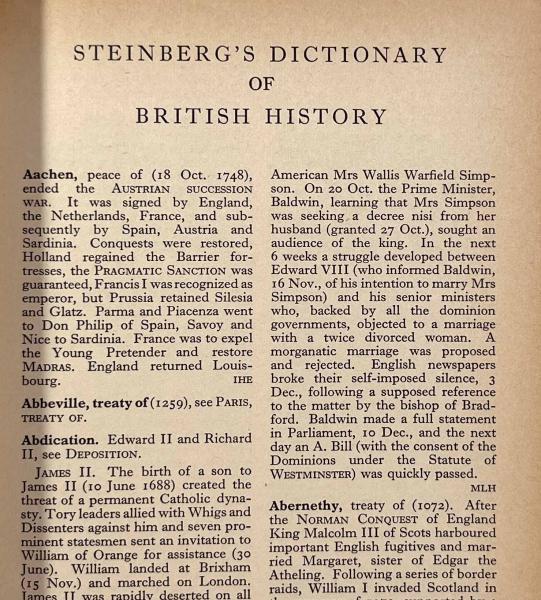 STEINBERG'S DICTIONARY
OF
BRITISH HISTORY
Aachen, peace of (18 Oct. 1748),
ended the AUSTRIAN SUCCESSION
WAR. It was signed by England,
the Netherlands, France, and sub-
sequently by Spain, Austria and
Sardinia. Conquests were restored,
Holland regained the Barrier for-
tresses, the PRAGMATIC SANCTION was
guaranteed, Francis I was recognized as
emperor, but Prussia retained Silesia
and Glatz. Parma and Piacenza went
to Don Philip of Spain, Savoy and
Nice to Sardinia. France was to expel
the Young Pretender and restore
MADRAS. England returned Louis-
bourg. IHE
Abbeville, treaty of (1259), see PARIS,
TREATY OF.
Abdication. Edward II and Richard
II, see DEPOSITION.
JAMES II. The birth of a son to
James II (10 June 1688) created the
threat of a permanent Catholic dyna-
sty. Tory leaders allied with Whigs and
Dissenters against him and seven pro-
minent statesmen sent an invitation to
William of Orange for assistance (30
June). William landed at Brixham
(15 Nov.) and marched on London.
James II was rapidly deserted on all
American Mrs Wallis Warfield Simp-
son. On 20 Oct. the Prime Minister,
Baldwin, learning that Mrs Simpson
was seeking a decree nisi from her
husband (granted 27 Oct.), sought an
audience of the king. In the next
6 weeks a struggle developed between
Edward VIII (who informed Baldwin,
16 Nov., of his intention to marry Mrs
Simpson) and his senior ministers
who, backed by all the dominion
governments, objected to a marriage
with a twice divorced woman. A
morganatic marriage was proposed
and rejected. English newspapers
broke their self-imposed silence, 3
Dec., following a supposed reference
to the matter by the bishop of Brad-
ford. Baldwin made a full statement
in Parliament, 10 Dec., and the next
day an A. Bill (with the consent of the
Dominions under the Statute of
WESTMINSTER) was quickly passed.
MLH
Abernethy, treaty of (1072). After
the NORMAN CONQUEST of England
King Malcolm III of Scots harboured
important English fugitives and mar-
ried Margaret, sister of Edgar the
Atheling. Following a series of border
raids, William I invaded Scotland in